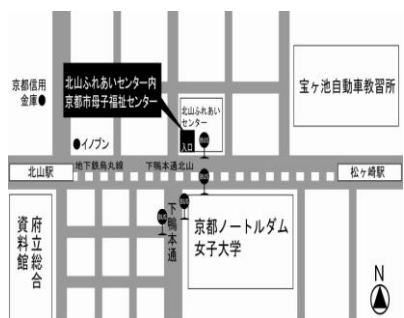 京都信用
金庫●
北山ふれあいセンター内
京都市母子福祉センター
北山ふれあい
センター
入口
BUS
宝ヶ池自動車教習所
●イノブン
地下鉄烏丸線
下鴨本通北山
北山駅
松ヶ崎駅
BUS
BUS
BUS
下鴨本通
府立総合
資料館
京都ノートルダム
女子大学
N